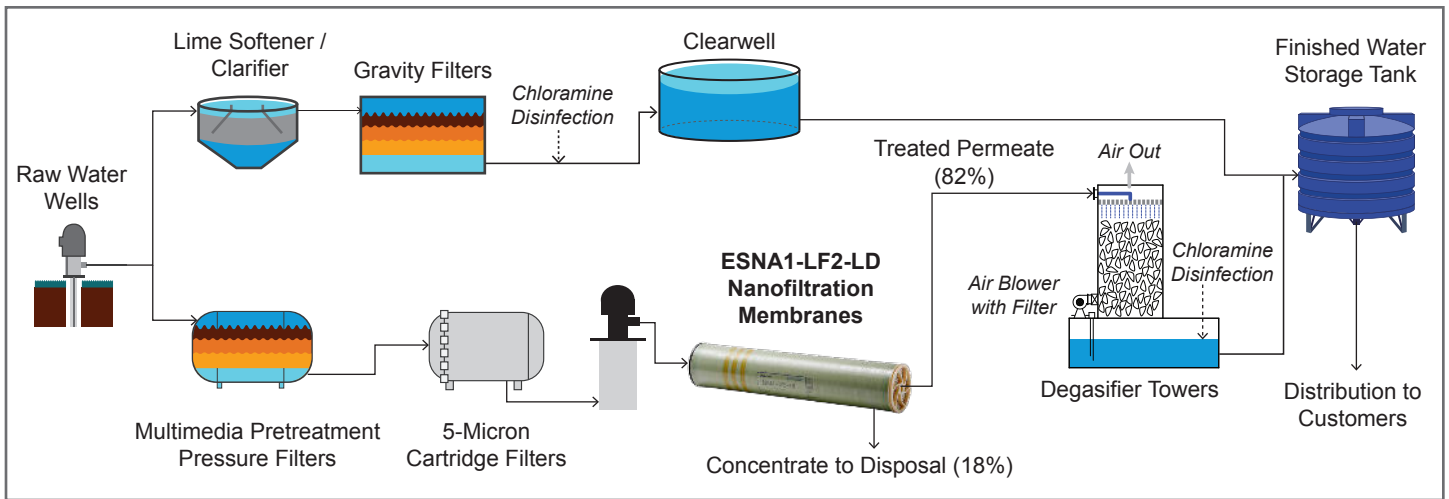 Lime Softener /
Clarifier
Gravity Filters
Chloramine
Disinfection
Clearwell
Finished Water
Storage Tank
Raw Water
Wells
Treated Permeate
(82%)
Air Out
ESNA1-LF2-LD
Nanofiltration
Membranes
Air Blower
with Filter
Chloramine
Disinfection
Multimedia Pretreatment
Pressure Filters
5-Micron
Cartridge Filters
Concentrate to Disposal (18%)
Degasifier Towers
Distribution to
Customers